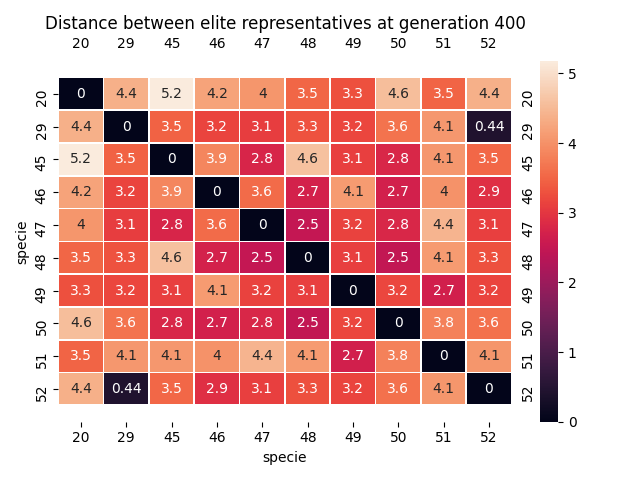 Distance between elite representatives at generation 400
20 29 45 46 47 48 49 50 51 52
20 0 4.4 5.2 4.2 4 3.5 3.3 4.6 3.5 4.4 20
29 4.4 0 3.5 3.2 3.1 3.3 3.2 3.6 4.1 0.44 29
45 5.2 3.5 0 3.9 2.8 4.6 3.1 2.8 4.1 3.5 45
46 4.2 3.2 3.9 0 3.6 2.7 4.1 2.7 4 2.9 46
47 4 3.1 2.8 3.6 0 2.5 3.2 2.8 4.4 3.1 47
48 3.5 3.3 4.6 2.7 2.5 0 3.1 2.5 4.1 3.3 48
49 3.3 3.2 3.1 4.1 3.2 3.1 0 3.2 2.7 3.2 49
50 4.6 3.6 2.8 2.7 2.8 2.5 3.2 0 3.8 3.6 50
51 3.5 4.1 4.1 4 4.4 4.1 2.7 3.8 0 4.1 51
52 4.4 0.44 3.5 2.9 3.1 3.3 3.2 3.6 4.1 0 52
20 29 45 46 47 48 49 50 51 52
specie
specie
5
4
3
2
1
0